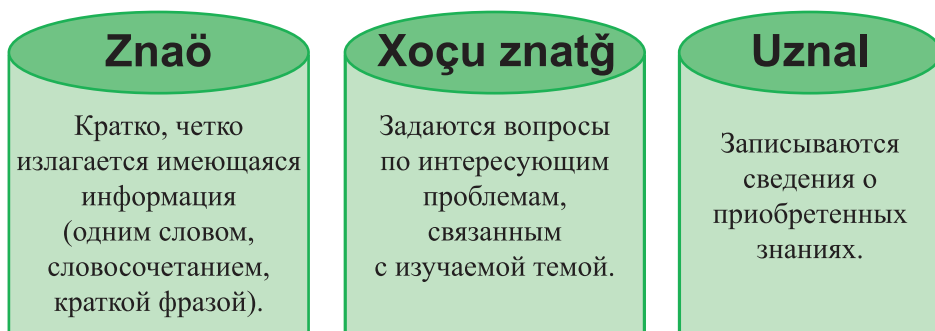 Znaö
Кратко, четко
излагается имеющаяся
информация
(одним словом,
словосочетанием,
краткой фразой).
Xoçu znatğ
Задаются вопросы
по интересующим
проблемам,
связанным
с изучаемой темой.
Uznal
Записываются
сведения о
приобретенных
знаниях.